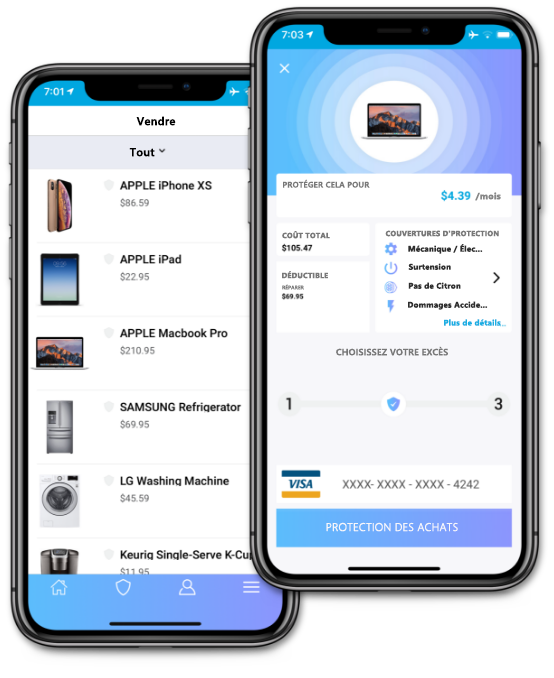 7:01
Vendre
Tout
APPLE iPhone XS
$86.59
APPLE iPad
$22.95
APPLE Macbook Pro
$210.95
SAMSUNG Refrigerator
$69.95
LG Washing Machine
$45.59
Keurig Single-Serve K-Cu
$11.95
7:03
PROTÉGER CELA POUR
$4.39 /mois
COÛT TOTAL
$105.47
DÉDUCTIBLE
RÉPARER
$69.95
COUVERTURES D'PROTECTION
Mécanique / Élec...
Surtension
Pas de Citron
Dommages Accide...
Plus de détails..
CHOISISSEZ VOTRE EXCÈS
1
3
VISA
XXXX- XXXX - XXXX - 4242
PROTECTION DES ACHATS